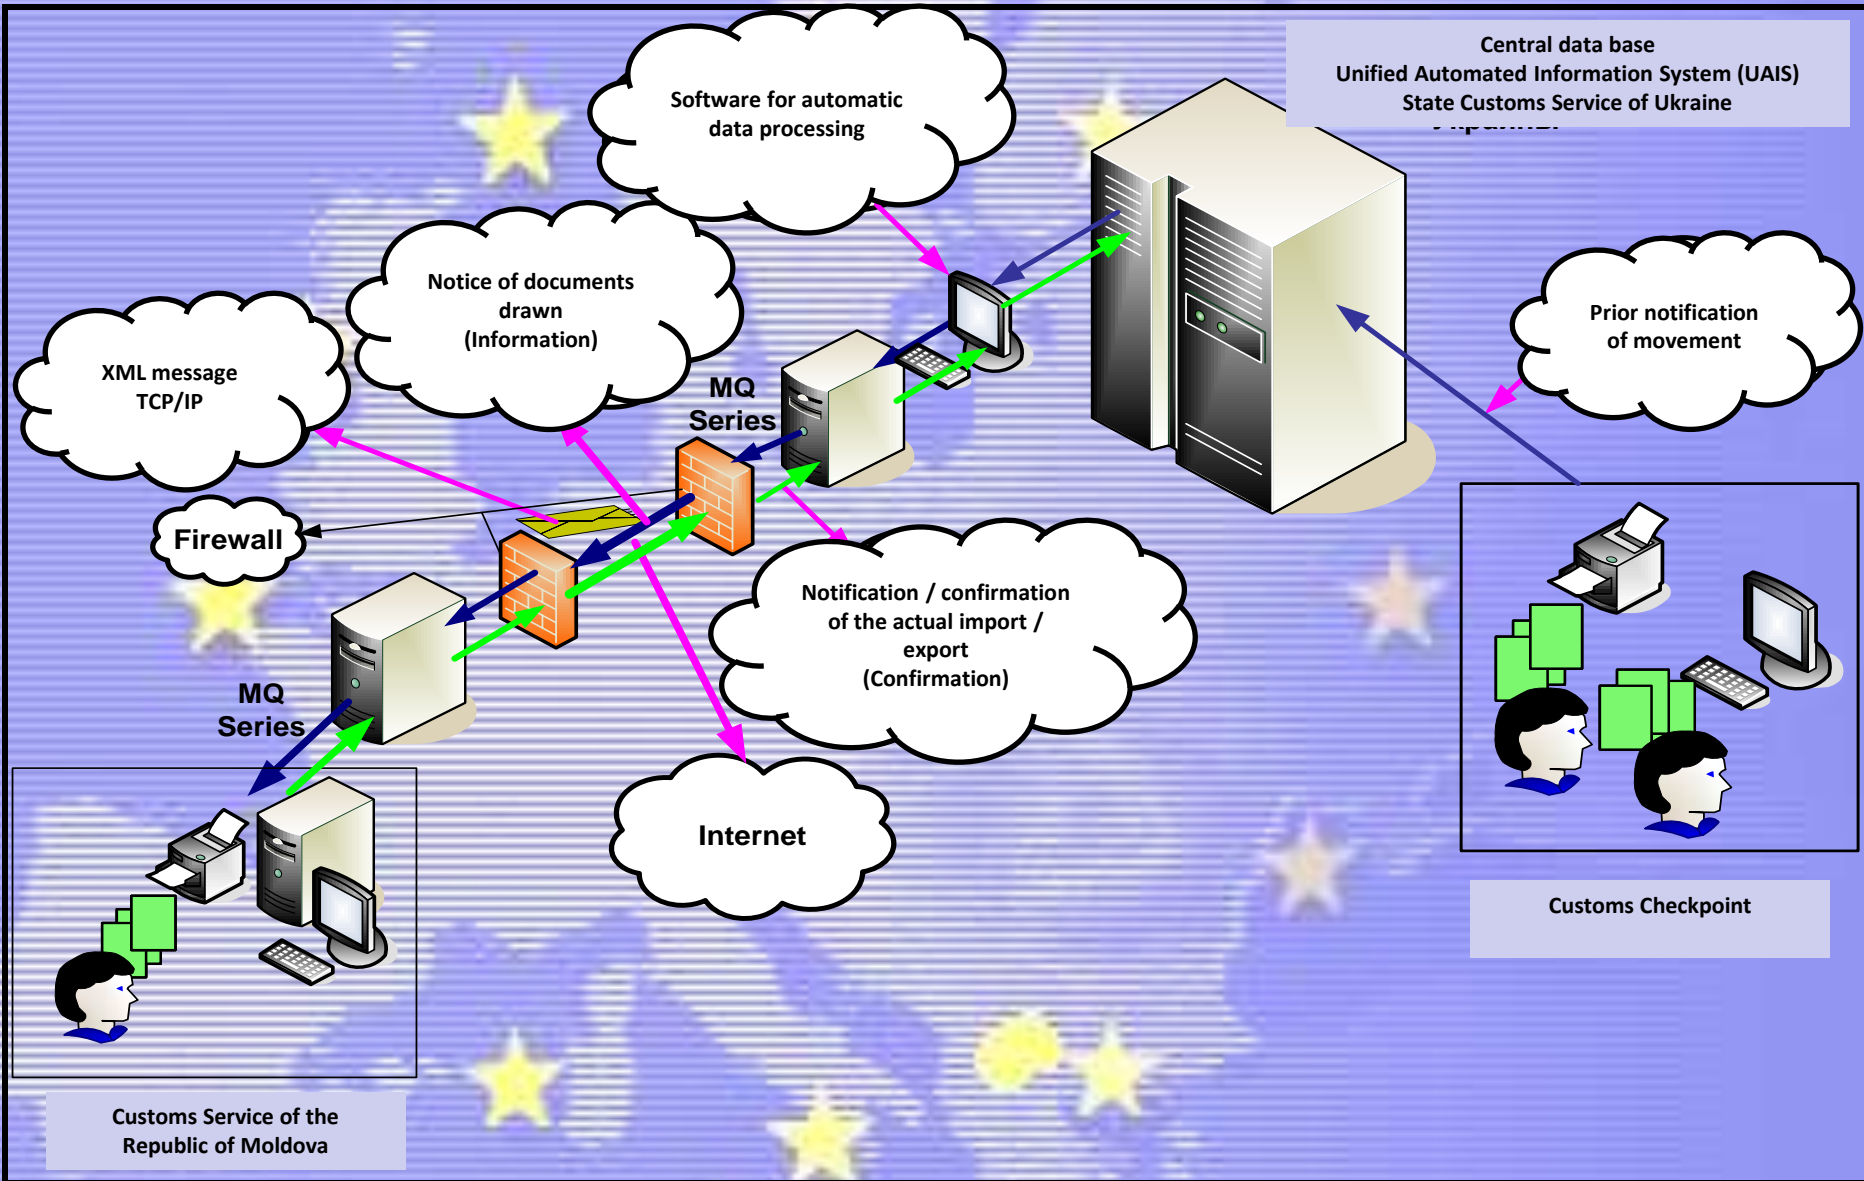 Central data base
Unified Automated Information System (UAIS)
State Customs Service of Ukraine
Software for automatic
data processing
Notice of documents
drawn
(Information)
Prior notification
of movement
XML message
TCP/IP
MQ
Series
Firewall
Notification / confirmation
of the actual import /
export
(Confirmation)
MQ
Series
Internet
Customs Checkpoint
Customs Service of the
Republic of Moldova